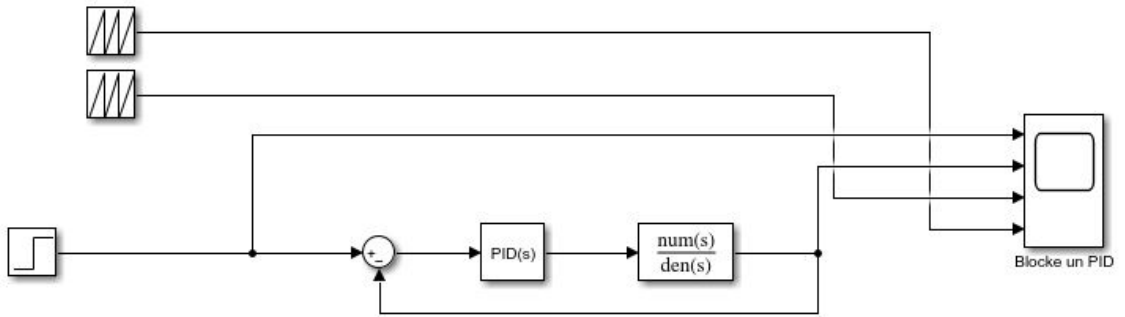 +
−
PID(s)
num(s)
den(s)
Blocke un PID